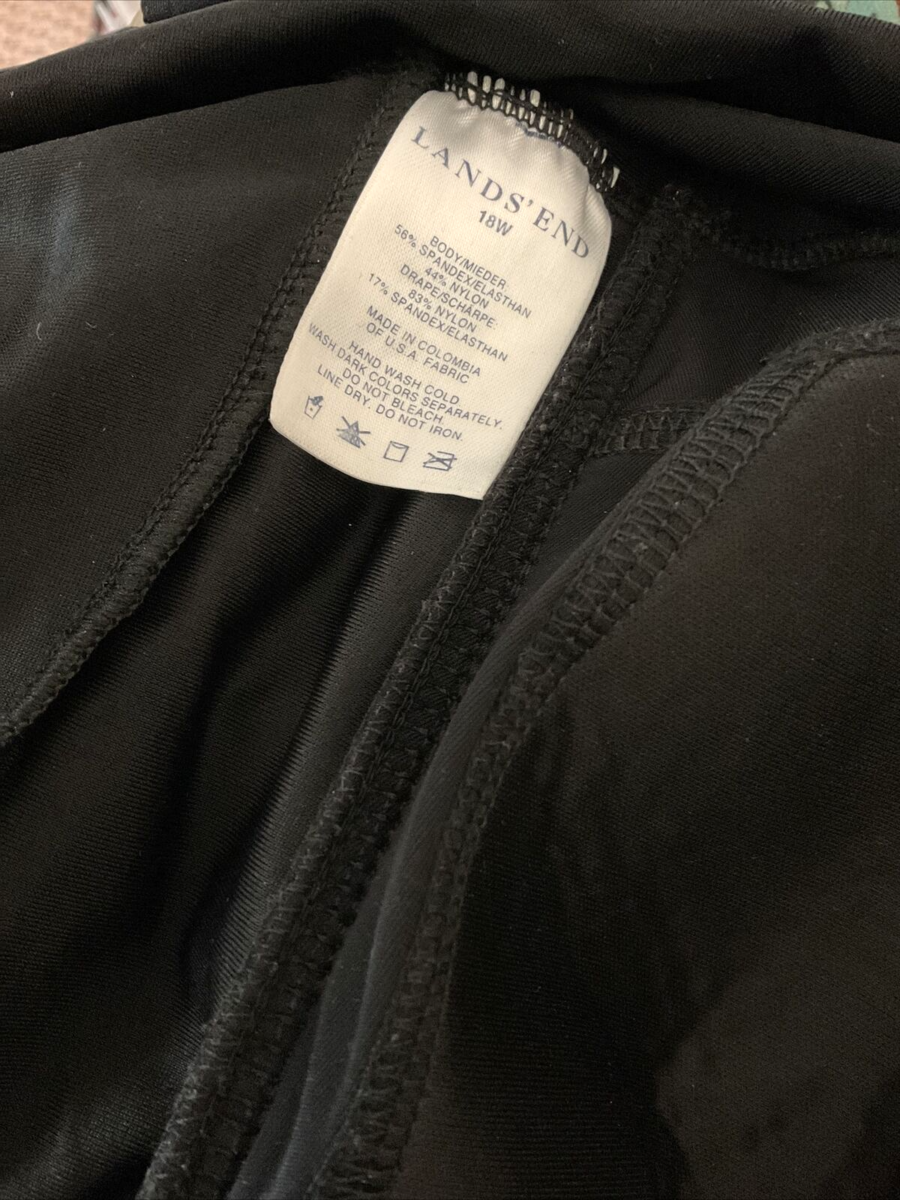 LANDS' END
18W
BODY/MIEDER:
56% SPANDEX/ELASTHAN
44% NYLON
DRAPE/SCHÄRPE:
83% NYLON
17% SPANDEX/ELASTHAN
MADE IN COLOMBIA
OF U.S.A. FABRIC
HAND WASH COLD
WASH DARK COLORS SEPARATELY.
DO NOT BLEACH.
LINE DRY. DO NOT IRON.